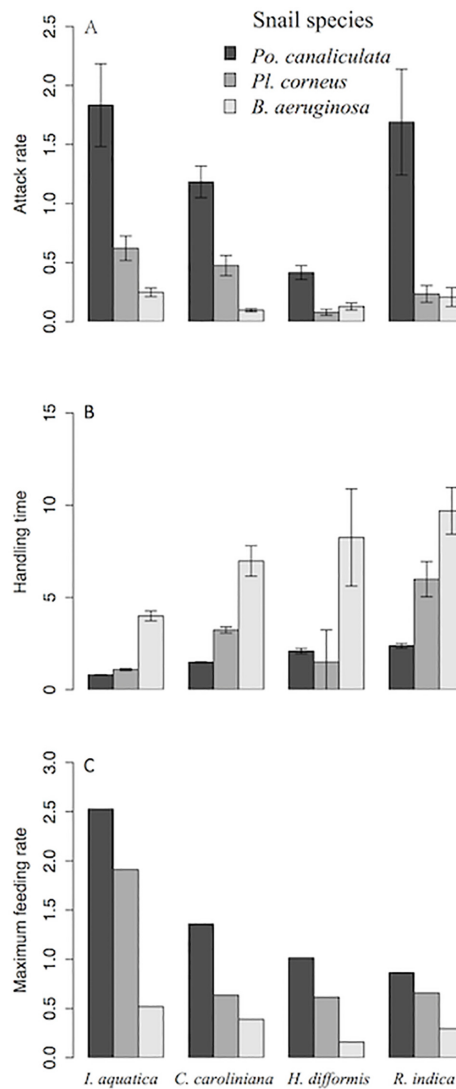 A
Snail species
Po. canaliculata
Pl. corneus
B. aeruginosa
Attack rate
2.5
2.0
1.5
1.0
0.5
0.0
B
Handling time
15
10
5
0
C
Maximum feeding rate
3.0
2.5
2.0
1.5
1.0
0.5
0.0
I. aquatica C. caroliniana H. difformis R. indica